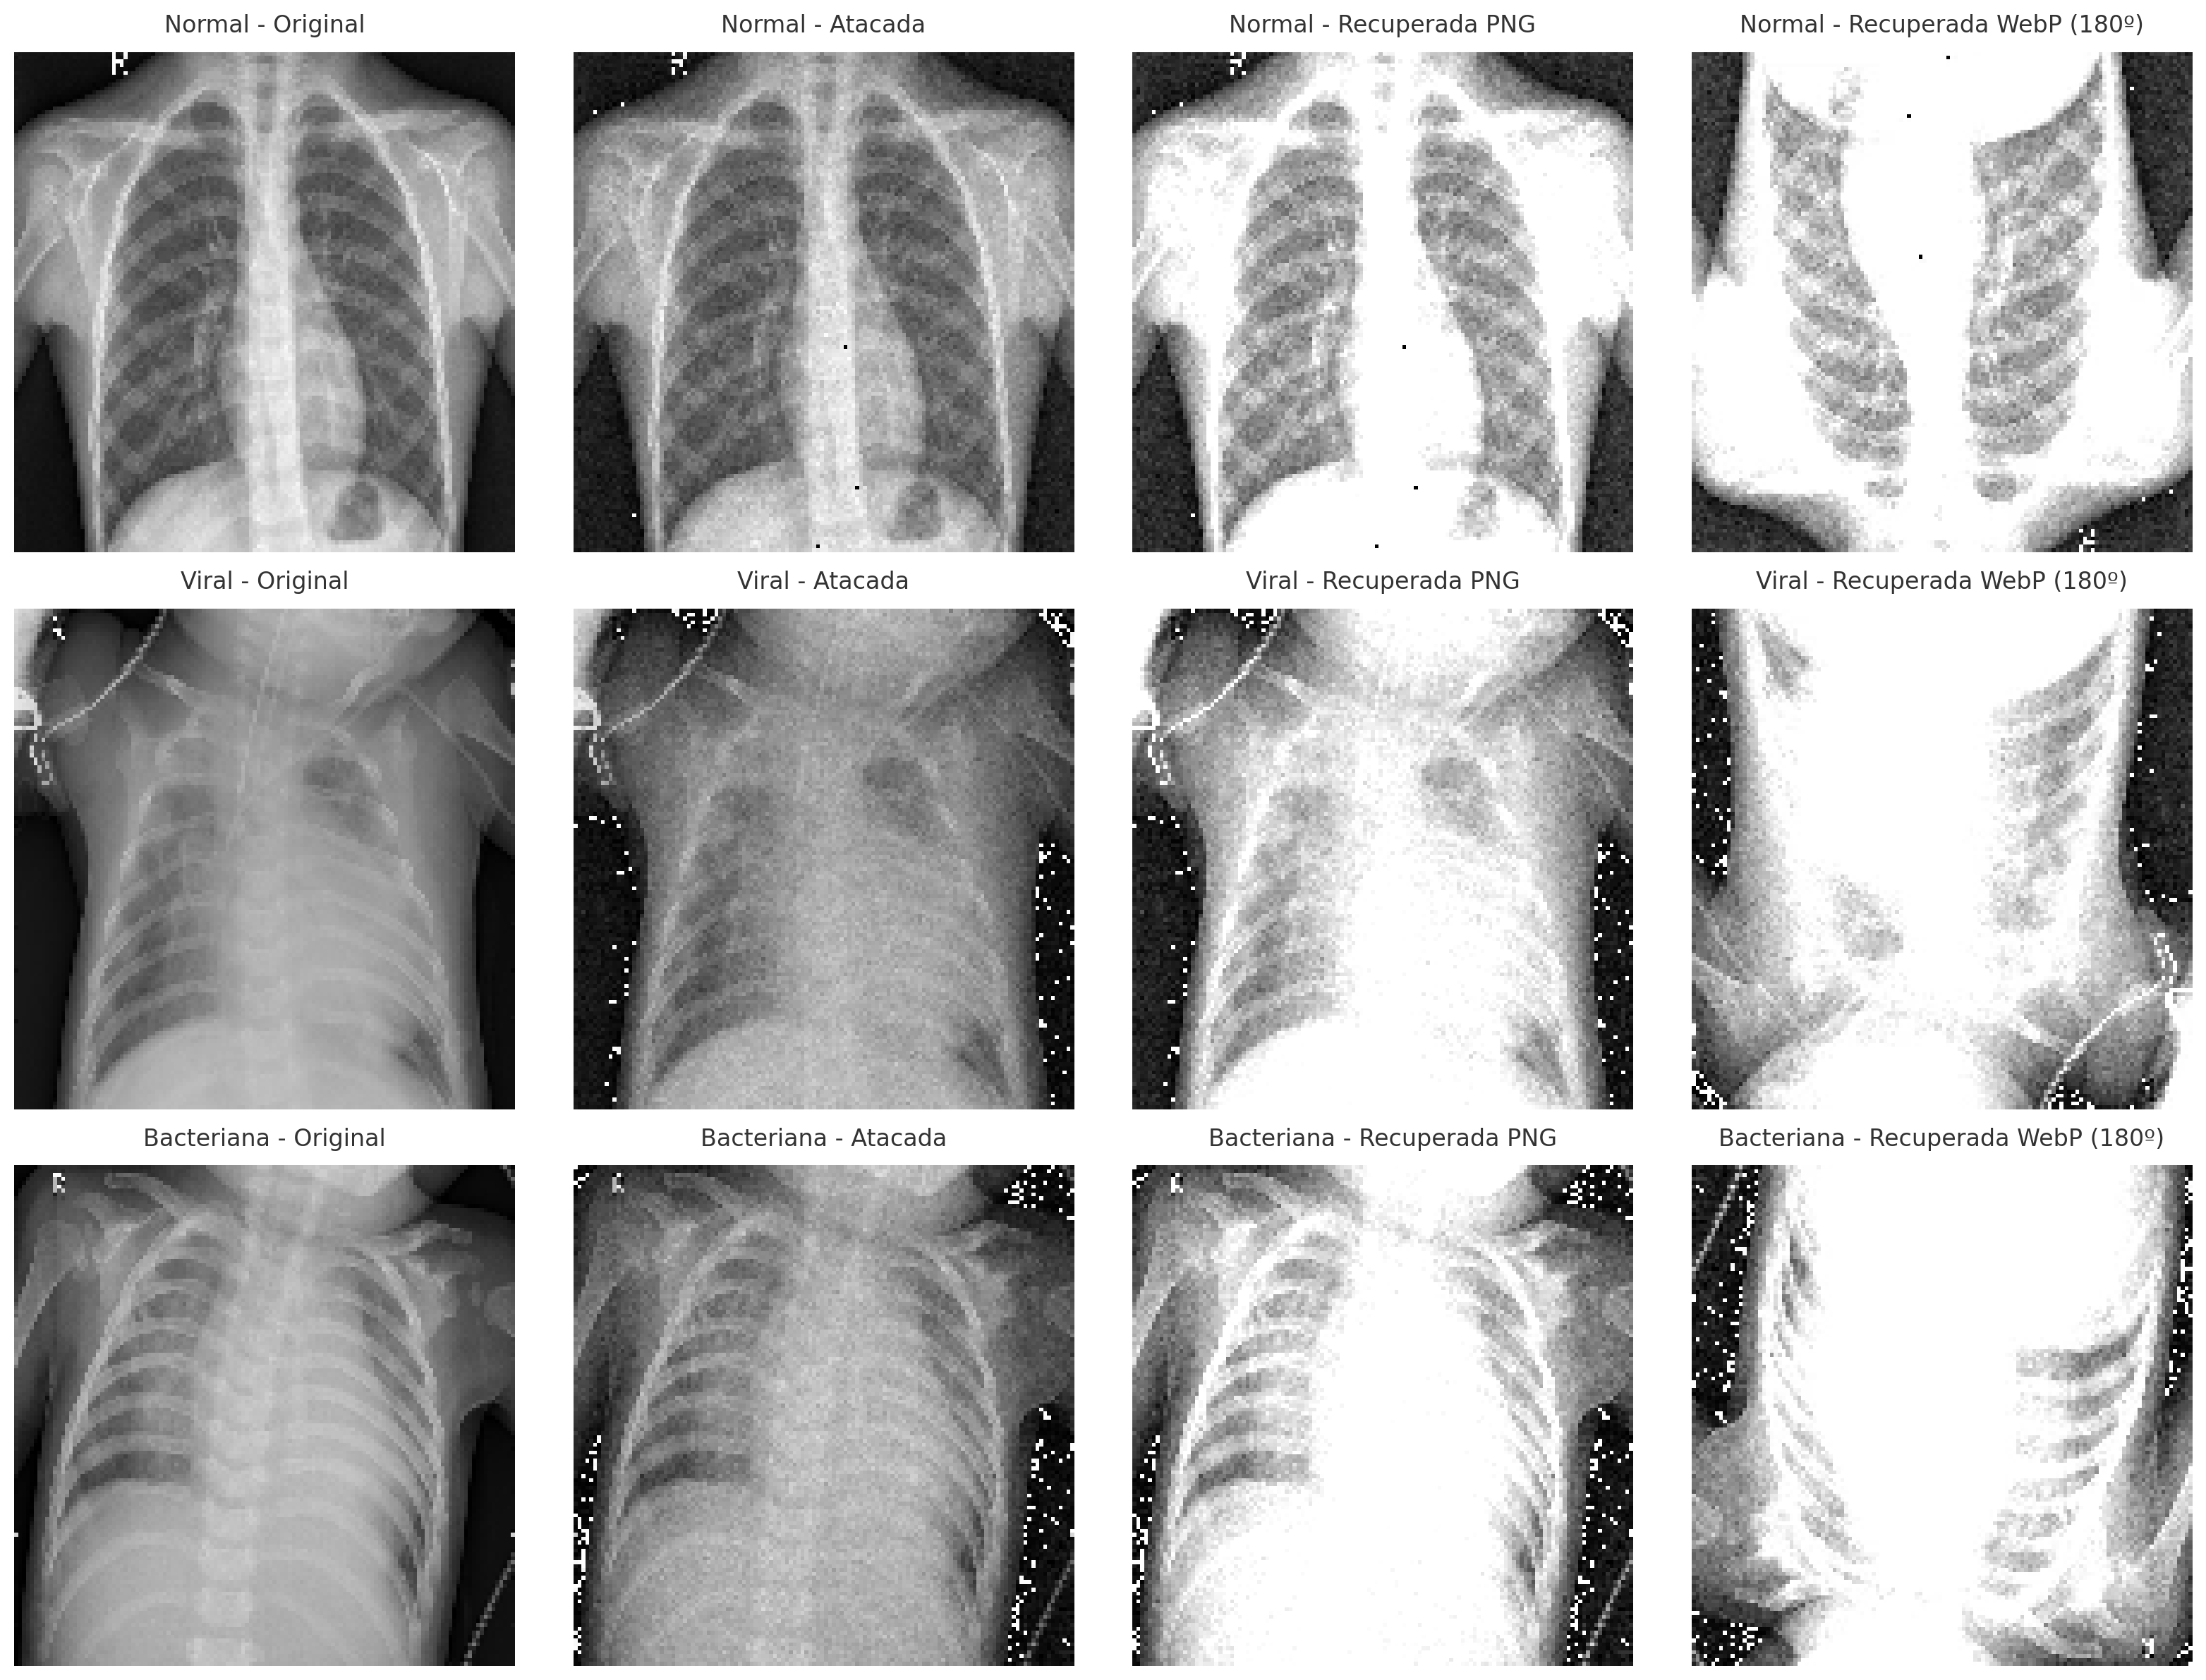 Normal - Original
Normal - Atacada
Normal - Recuperada PNG
Normal - Recuperada WebP (180º)
R
Viral - Original
Viral - Atacada
Viral - Recuperada PNG
Viral - Recuperada WebP (180º)
Bacteriana - Original
Bacteriana - Atacada
Bacteriana - Recuperada PNG
Bacteriana - Recuperada WebP (180º)
R
R
R